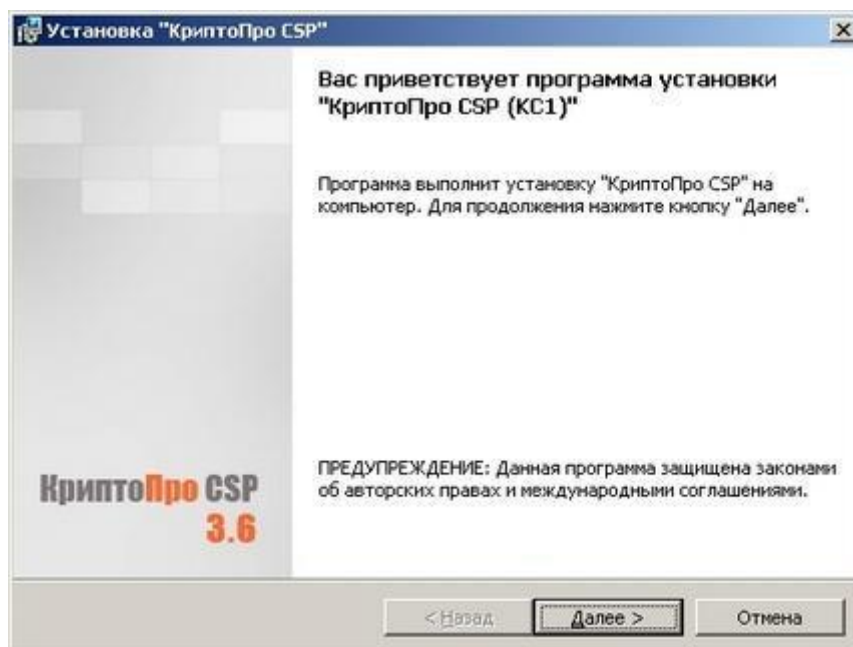 Установка "КриптоПро CSP"
Вас приветствует программа установки
"КриптоПро CSP (KC1)"
Программа выполнит установку "КриптоПро CSP" на
компьютер. Для продолжения нажмите кнопку "Далее".
ПРЕДУПРЕЖДЕНИЕ: Данная программа защищена законами
об авторских правах и международными соглашениями.
КриптоПро CSP
3.6
< Назад
Далее >
Отмена